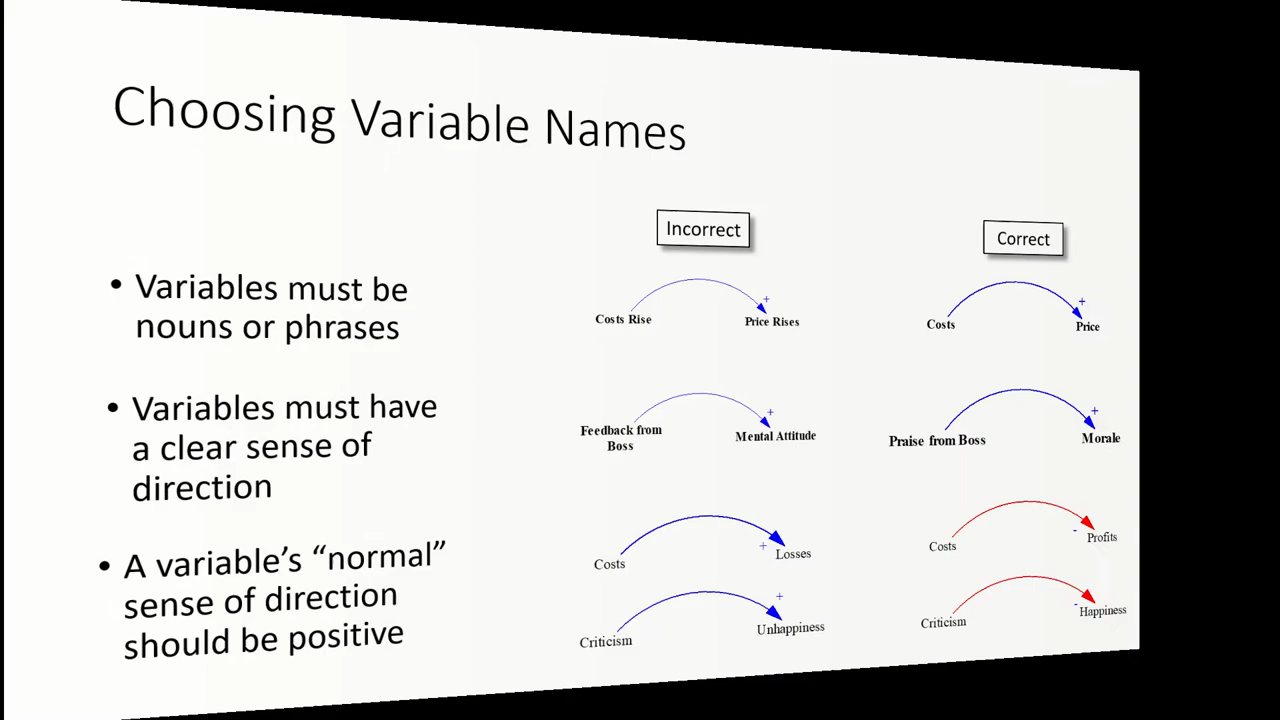 Choosing Variable Names
Incorrect
Correct
• Variables must be
nouns or phrases
Costs Rise
+
Price Rises
Costs
+
Price
• Variables must have
a clear sense of
direction
Feedback from
Boss
+
Mental Attitude
Praise from Boss
+
Morale
• A variable’s “normal”
sense of direction
should be positive
Costs
+
Losses
Costs
-
Profits
Criticism
+
Unhappiness
Criticism
-
Happiness